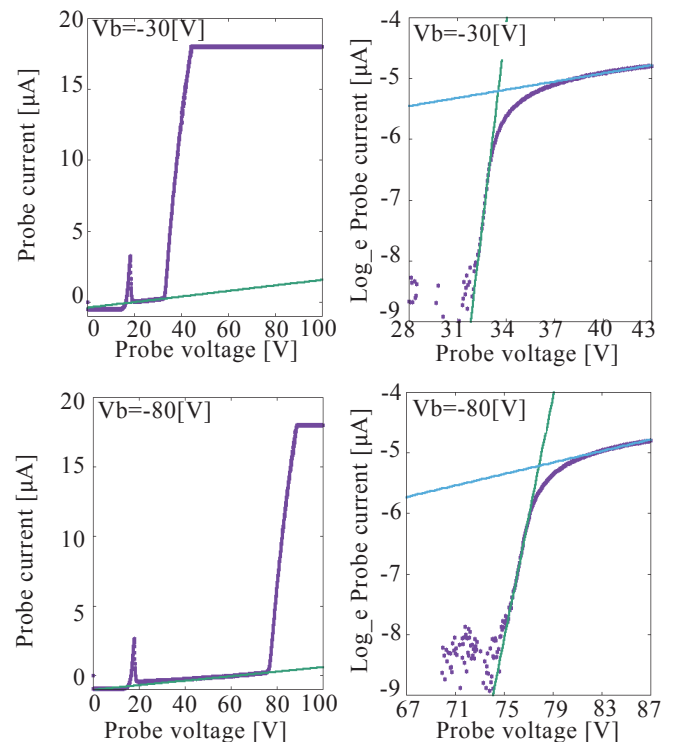 Vb=-30[V]
Probe current [μA]
20
15
10
5
0
0 20 40 60 80 100
Probe voltage [V]
Vb=-30[V]
Log_e Probe current [μA]
-4
-5
-6
-7
-8
-9
28 31 34 37 40 43
Probe voltage [V]
Vb=-80[V]
Probe current [μA]
20
15
10
5
0
0 20 40 60 80 100
Probe voltage [V]
Vb=-80[V]
Log_e Probe current [μA]
-4
-5
-6
-7
-8
-9
67 71 75 79 83 87
Probe voltage [V]